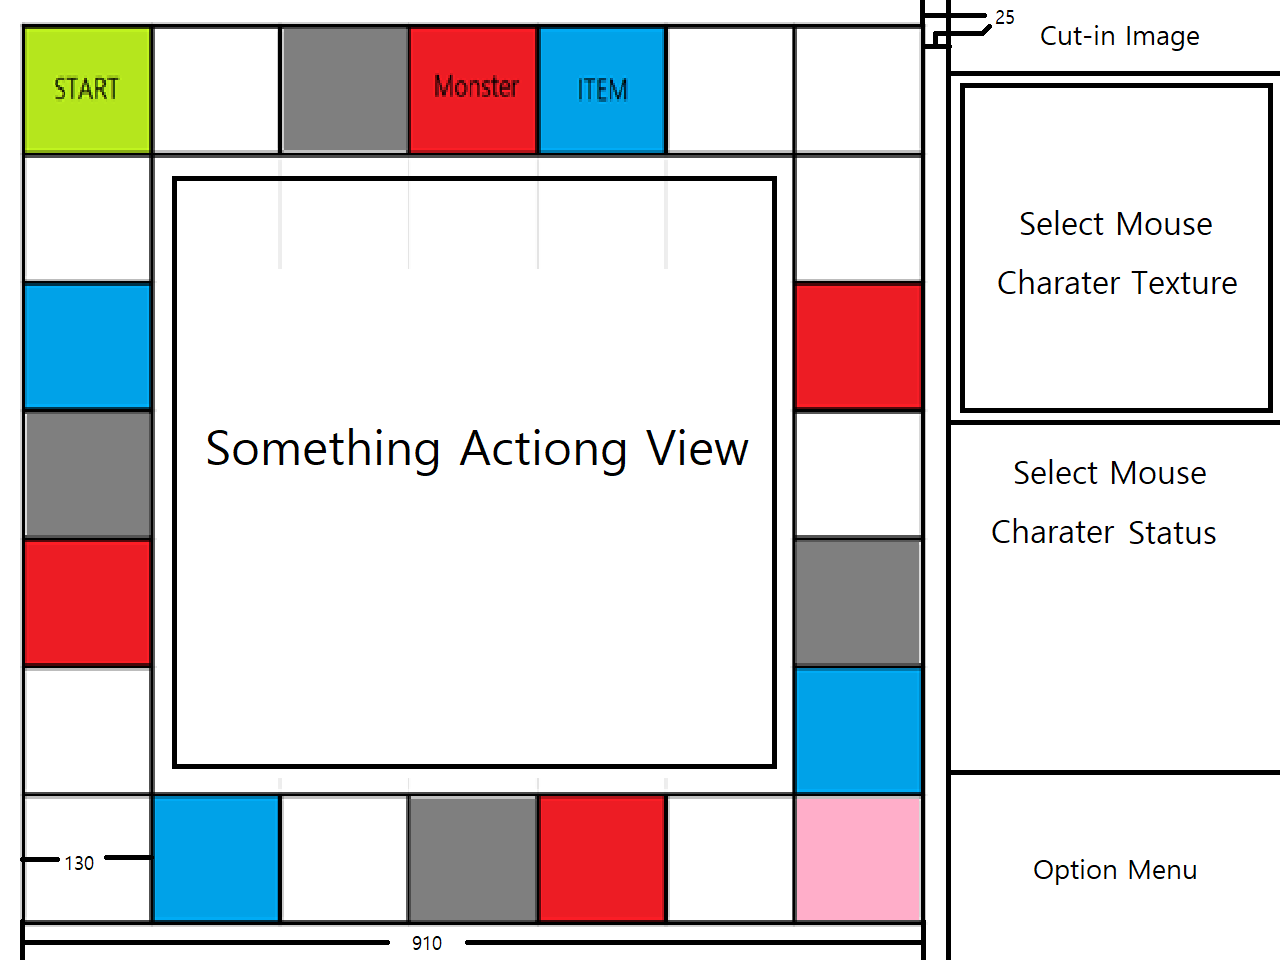 25
Cut-in Image
START
Monster
ITEM
Select Mouse
Charater Texture
Something Actiong View
Select Mouse
Charater Status
130
Option Menu
910